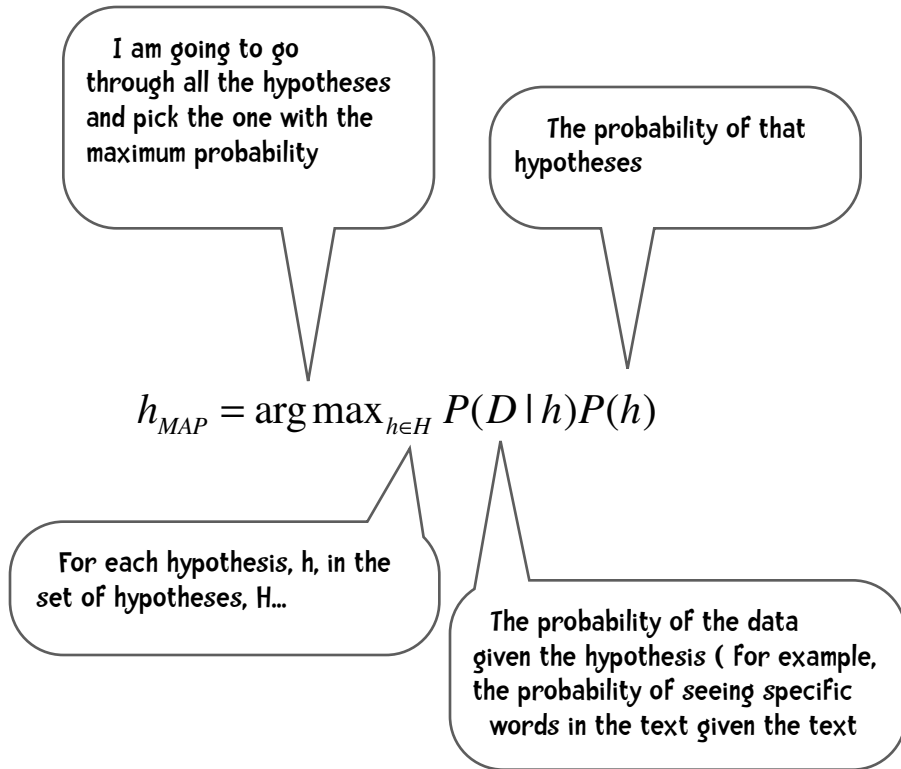 I am going to go
through all the hypotheses
and pick the one with the
maximum probability
The probability of that
hypotheses
h_{MAP} = arg max_{h∈H} P(D | h)P(h)
For each hypothesis, h, in the
set of hypotheses, H...
The probability of the data
given the hypothesis ( For example,
the probability of seeing specific
words in the text given the text